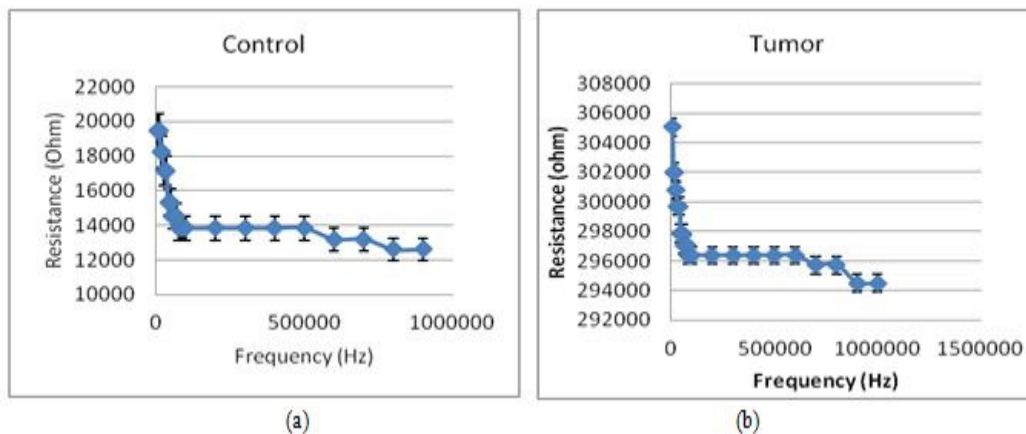 Control
22000
20000
18000
16000
14000
12000
10000
Resistance (Ohm)
0
500000
1000000
Frequency (Hz)
(a)
Tumor
308000
306000
304000
302000
300000
298000
296000
294000
292000
Resistance (ohm)
0
500000
1000000
1500000
Frequency (Hz)
(b)